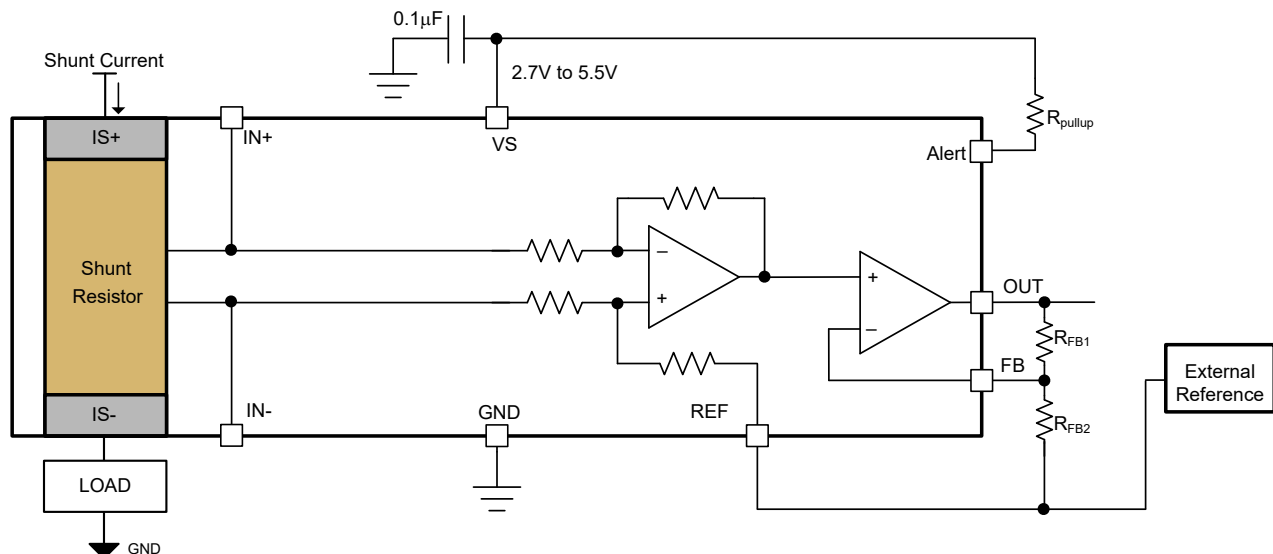 0.1μF
2.7V to 5.5V
Shunt Current
IS+
IN+
VS
Alert
Rpullup
Shunt
Resistor
−
+
+
−
OUT
RFB1
FB
RFB2
External
Reference
IS-
IN-
GND
REF
LOAD
GND